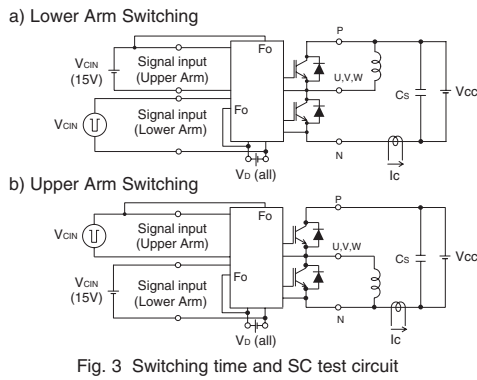 a) Lower Arm Switching
P
Fo
VCIN
(15V)
Signal input
(Upper Arm)
U,V,W
CS
VCC
Signal input
(Lower Arm)
Fo
VCIN
N
Ic
VD (all)
b) Upper Arm Switching
P
Fo
VCIN
Signal input
(Upper Arm)
U,V,W
CS
VCC
Fo
VCIN
(15V)
Signal input
(Lower Arm)
N
Ic
VD (all)
Fig. 3 Switching time and SC test circuit